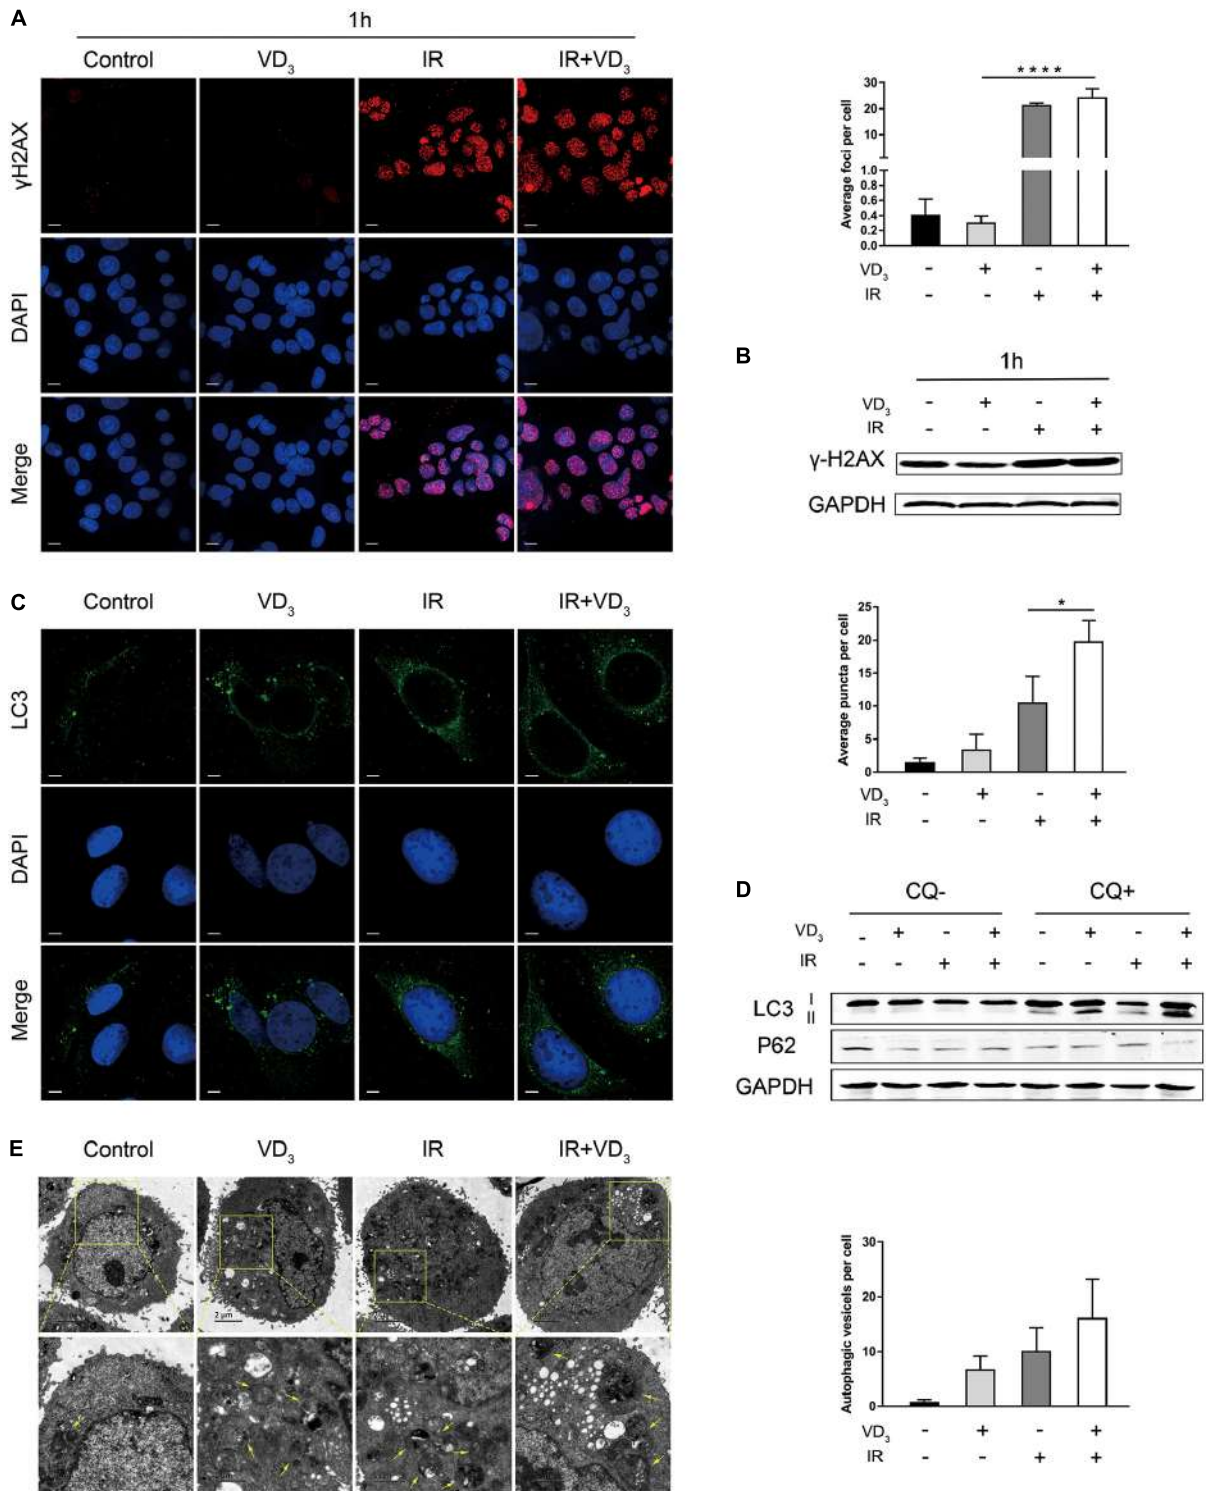 A
1h
Control VD3 IR IR+VD3
γH2AX
DAPI
Merge
****
Average foci per cell
30
20
10
1.0
0.8
0.6
0.4
0.2
0.0
VD3 - + - +
IR - - + +
B
1h
VD3 - + - +
IR - - + +
γ-H2AX
GAPDH
C
Control VD3 IR IR+VD3
LC3
DAPI
Merge
*
Average puncta per cell
25
20
15
10
5
0
VD3 - + - +
IR - - + +
D
CQ- CQ+
VD3 - + - + - + - +
IR - - + + - - + +
LC3 I
II
P62
GAPDH
E
Control VD3 IR IR+VD3
2 μm
Autophagic vesicels per cell
30
20
10
0
VD3 - + - +
IR - - + +